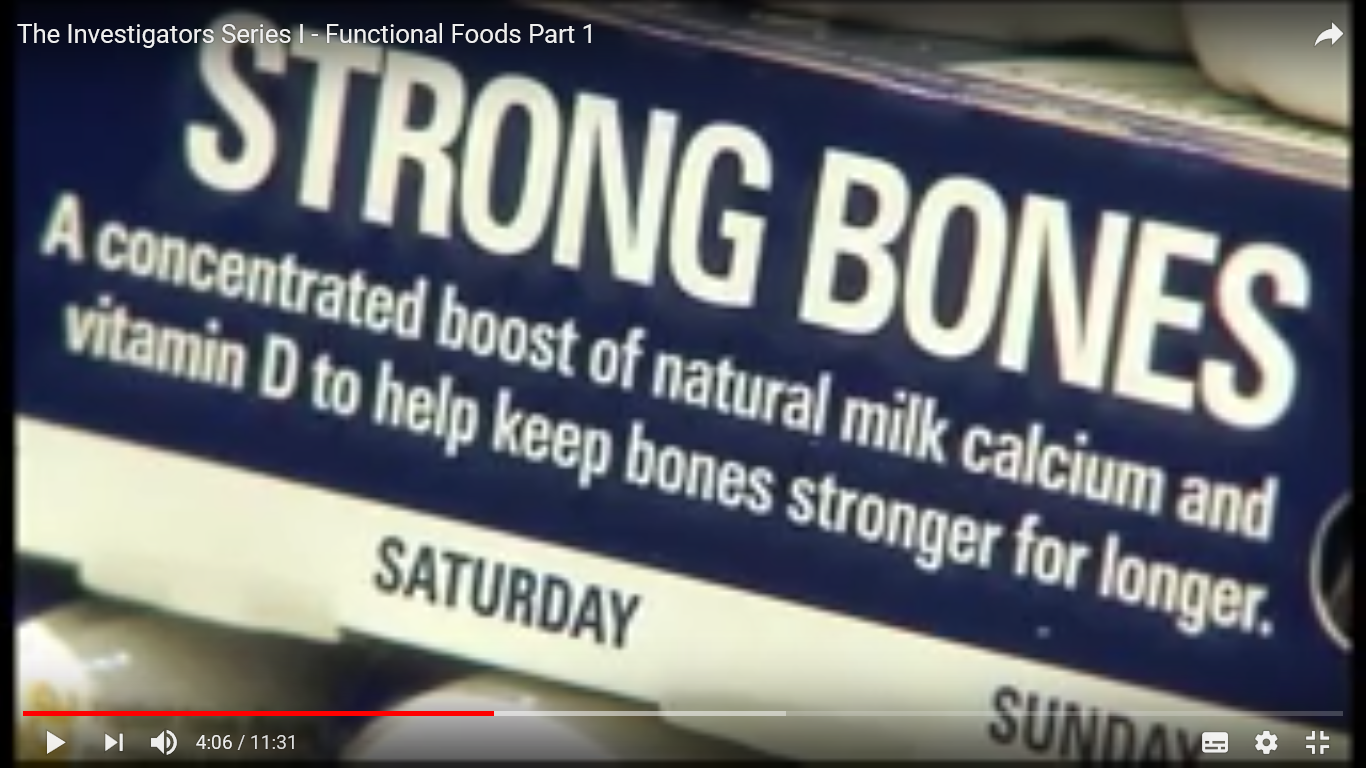 The Investigators Series I - Functional Foods Part 1
STRONG BONES
A concentrated boost of natural milk calcium and
vitamin D to help keep bones stronger for longer.
SATURDAY
SUNDAY
4:06 / 11:31